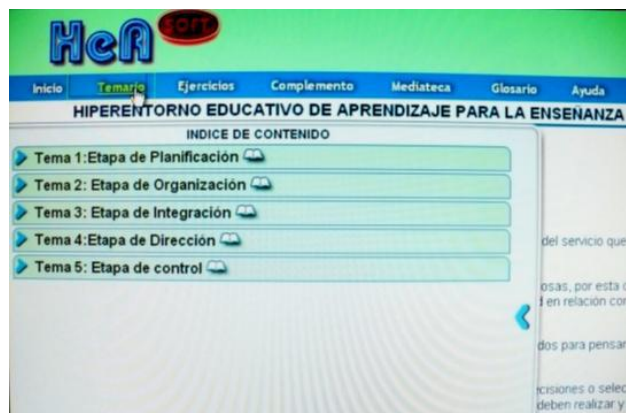 HeA SOFT
Inicio Temario Ejercicios Complemento Mediateca Glosario Ayuda
HIPERENTORNO EDUCATIVO DE APRENDIZAJE PARA LA ENSEÑANZA
INDICE DE CONTENIDO
Tema 1:Etapa de Planificación
Tema 2: Etapa de Organización
Tema 3: Etapa de Integración
Tema 4:Etapa de Dirección
Tema 5: Etapa de control
del servicio que
osas, por esta
en relación con
dos para pensar
ecisiones o selec
deben realizar y